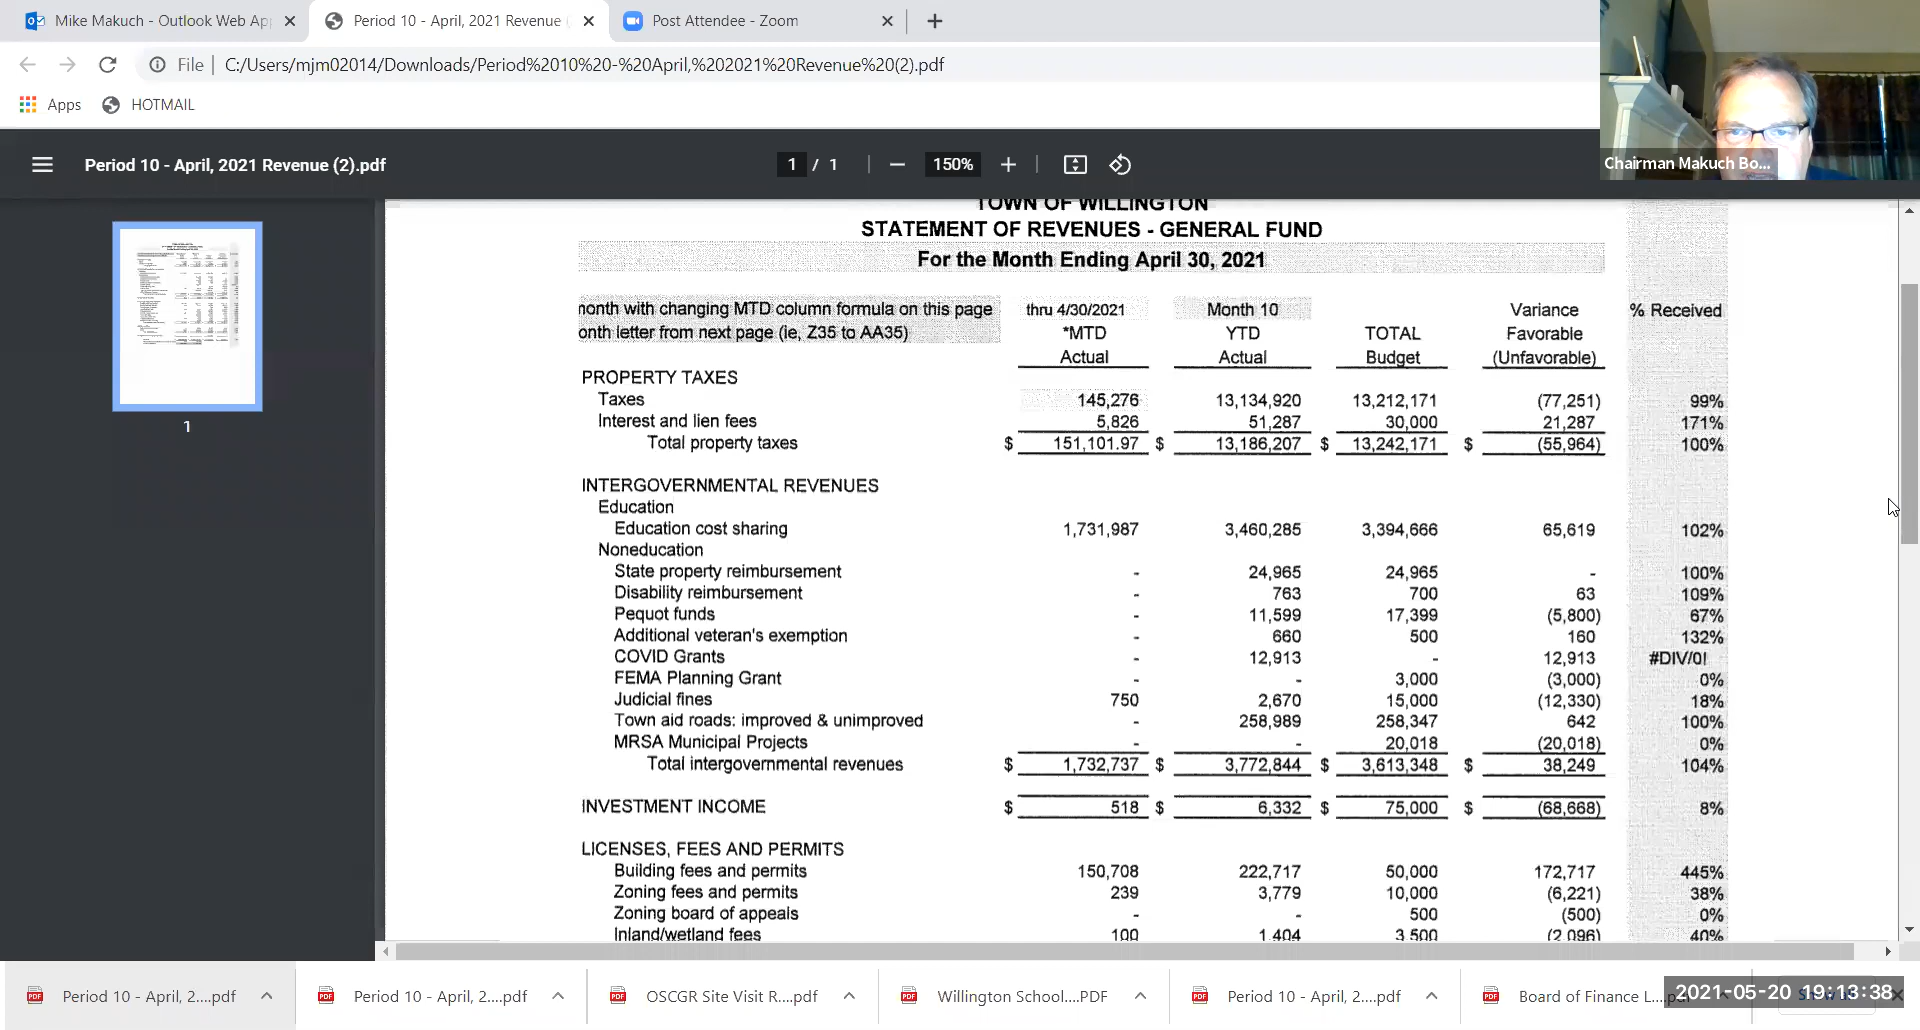 Mike Makuch - Outlook Web Ap
Period 10 - April, 2021 Revenue
Post Attendee - Zoom
File
C:/Users/mjm02014/Downloads/Period%2010%20-%20April,%202021%20Revenue%20(2).pdf
Apps
HOTMAIL
Chairman Makuch Bo...
Period 10 - April, 2021 Revenue (2).pdf
1 / 1
150%
1
TOWN OF WILLINGTON
STATEMENT OF REVENUES - GENERAL FUND
For the Month Ending April 30, 2021
month with changing MTD column formula on this page thru 4/30/2021 Month 10 Variance % Received
onth letter from next page (ie, Z35 to AA35) *MTD YTD TOTAL Favorable
Actual Actual Budget (Unfavorable)
PROPERTY TAXES
Taxes 145,276 13,134,920 13,212,171 (77,251) 99%
Interest and lien fees 5,826 51,287 30,000 21,287 171%
Total property taxes $ 151,101.97 $ 13,186,207 $ 13,242,171 $ (55,964) 100%
INTERGOVERNMENTAL REVENUES
Education
Education cost sharing 1,731,987 3,460,285 3,394,666 65,619 102%
Noneducation
State property reimbursement - 24,965 24,965 - 100%
Disability reimbursement - 763 700 63 109%
Pequot funds - 11,599 17,399 (5,800) 67%
Additional veteran's exemption - 660 500 160 132%
COVID Grants - 12,913 - 12,913 #DIV/0!
FEMA Planning Grant - - 3,000 (3,000) 0%
Judicial fines 750 2,670 15,000 (12,330) 18%
Town aid roads: improved & unimproved - 258,989 258,347 642 100%
MRSA Municipal Projects - - 20,018 (20,018) 0%
Total intergovernmental revenues $ 1,732,737 $ 3,772,844 $ 3,613,348 $ 38,249 104%
INVESTMENT INCOME $ 518 $ 6,332 $ 75,000 $ (68,668) 8%
LICENSES, FEES AND PERMITS
Building fees and permits 150,708 222,717 50,000 172,717 445%
Zoning fees and permits 239 3,779 10,000 (6,221) 38%
Zoning board of appeals - - 500 (500) 0%
Inland/wetland fees 100 1,404 3,500 (2,096) 40%
Period 10 - April, 2....pdf
Period 10 - April, 2....pdf
OSCGR Site Visit R....pdf
Willington School....PDF
Period 10 - April, 2....pdf
Board of Finance L....pdf
2021-05-20 19:13:38